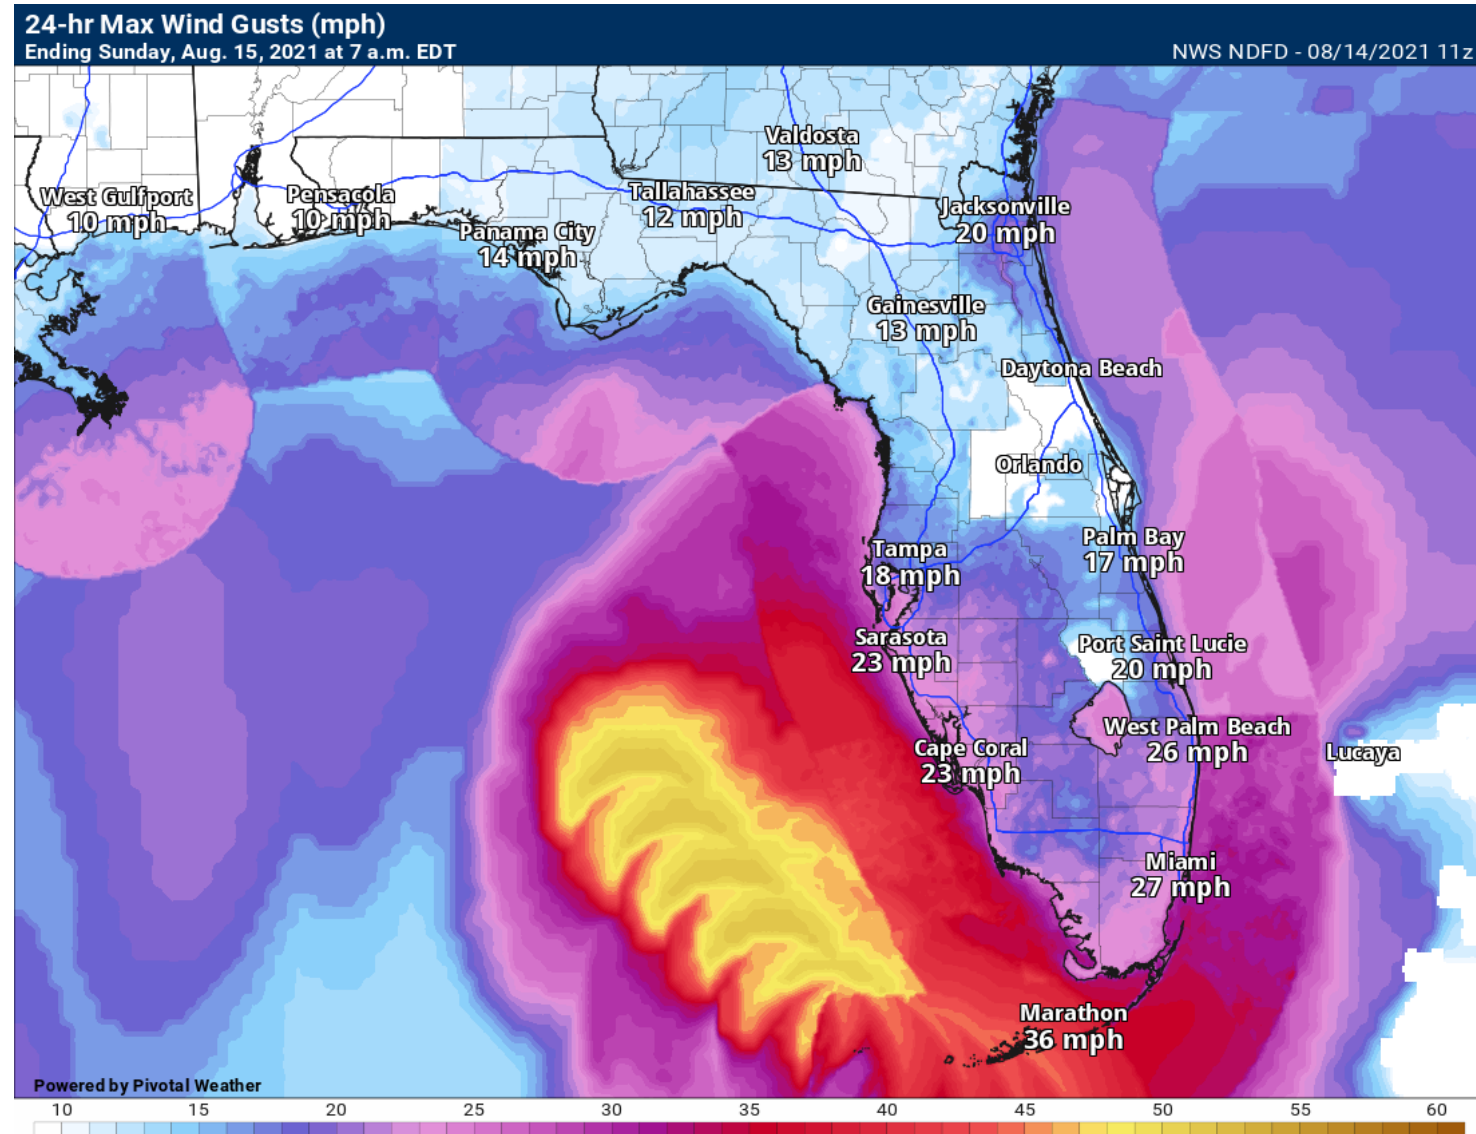 24-hr Max Wind Gusts (mph)
Ending Sunday, Aug. 15, 2021 at 7 a.m. EDT
NWS NDFD - 08/14/2021 11z
Valdosta
13 mph
West Gulfport
10 mph
Pensacola
10 mph
Tallahassee
12 mph
Jacksonville
20 mph
Panama City
14 mph
Gainesville
13 mph
Daytona Beach
Orlando
Palm Bay
17 mph
Tampa
18 mph
Sarasota
23 mph
Port Saint Lucie
20 mph
West Palm Beach
26 mph
Lucaya
Cape Coral
23 mph
Miami
27 mph
Marathon
36 mph
Powered by Pivotal Weather
10 15 20 25 30 35 40 45 50 55 60